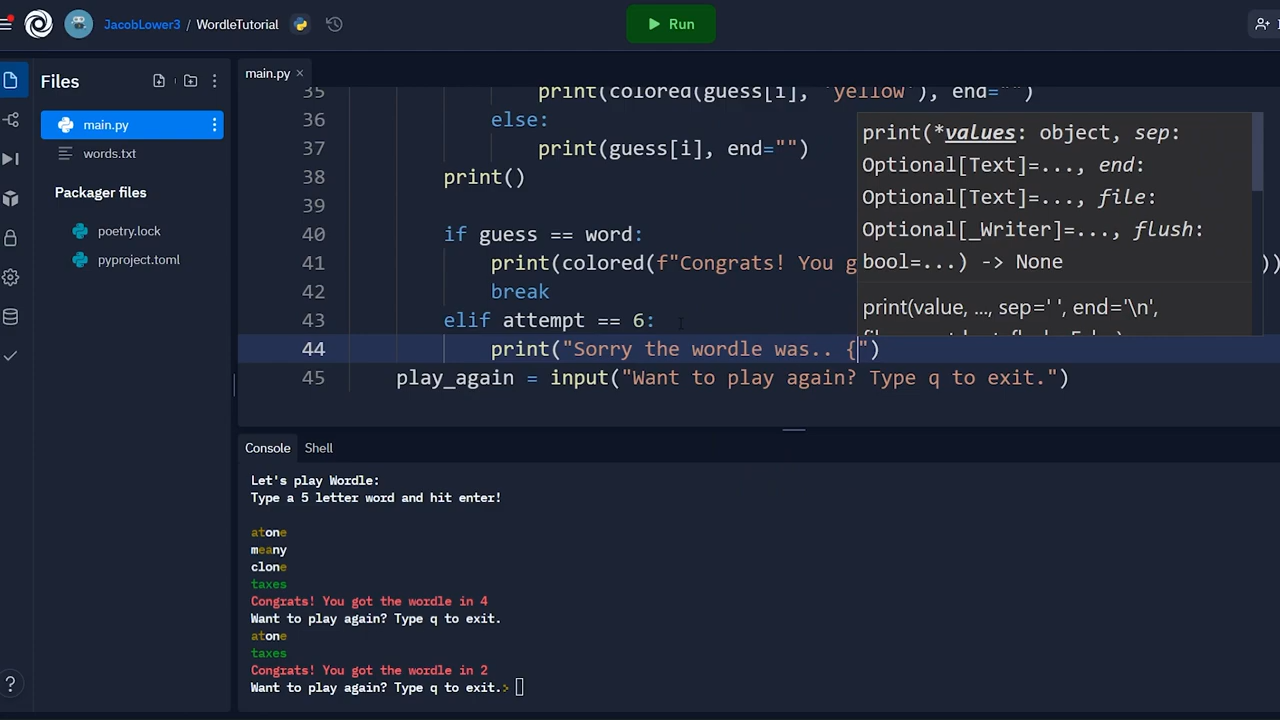 JacobLower3 / WordleTutorial
Run
Files
main.py
words.txt
Packager files
poetry.lock
pyproject.toml
main.py ×
35 print(colored(guess[i], 'yellow'), end="")
36 else:
37 print(guess[i], end="")
38 print()
39
40 if guess == word:
41 print(colored(f"Congrats! You g ))
42 break
43 elif attempt == 6:
44 print("Sorry the wordle was.. {")
45 play_again = input("Want to play again? Type q to exit.")
print(*values: object, sep:
Optional[Text]=..., end:
Optional[Text]=..., file:
Optional[_Writer]=..., flush:
bool=...) -> None
print(value, ..., sep=' ', end='\n',
Console Shell
Let's play Wordle:
Type a 5 letter word and hit enter!
atone
meany
clone
taxes
Congrats! You got the wordle in 4
Want to play again? Type q to exit.
atone
taxes
Congrats! You got the wordle in 2
Want to play again? Type q to exit.
?